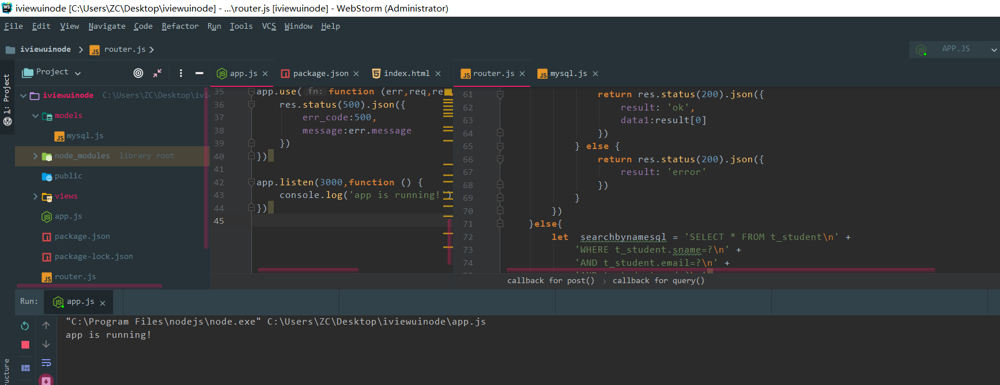 iviewuinode [C:\Users\ZC\Desktop\iviewuinode] - ...\router.js [iviewuinode] - WebStorm (Administrator)
File Edit View Navigate Code Refactor Run Tools VCS Window Help
iviewuinode router.js
APP.JS
1: Project
Project
app.js package.json index.html router.js mysql.js
iviewuinode C:\Users\ZC\Desktop\ivi
models
mysql.js
node_modules library root
public
views
app.js
package.json
package-lock.json
router.js
35 app.use( fn: function (err,req,re
36 res.status(500).json({
37 err_code:500,
38 message:err.message
39 })
40 })
41
42 app.listen(3000,function () {
43 console.log('app is running!')
44 })
45
61 return res.status(200).json({
62 result: 'ok',
63 data1:result[0]
64 })
65 } else {
66 return res.status(200).json({
67 result: 'error'
68 })
69 }
70 })
71 }else{
72 let searchbynamesql = 'SELECT * FROM t_student\n' +
73 'WHERE t_student.sname=?\n' +
74 'AND t_student.email=?\n' +
callback for post() › callback for query()
Run: app.js
"C:\Program Files\nodejs\node.exe" C:\Users\ZC\Desktop\iviewuinode\app.js
app is running!
ucture